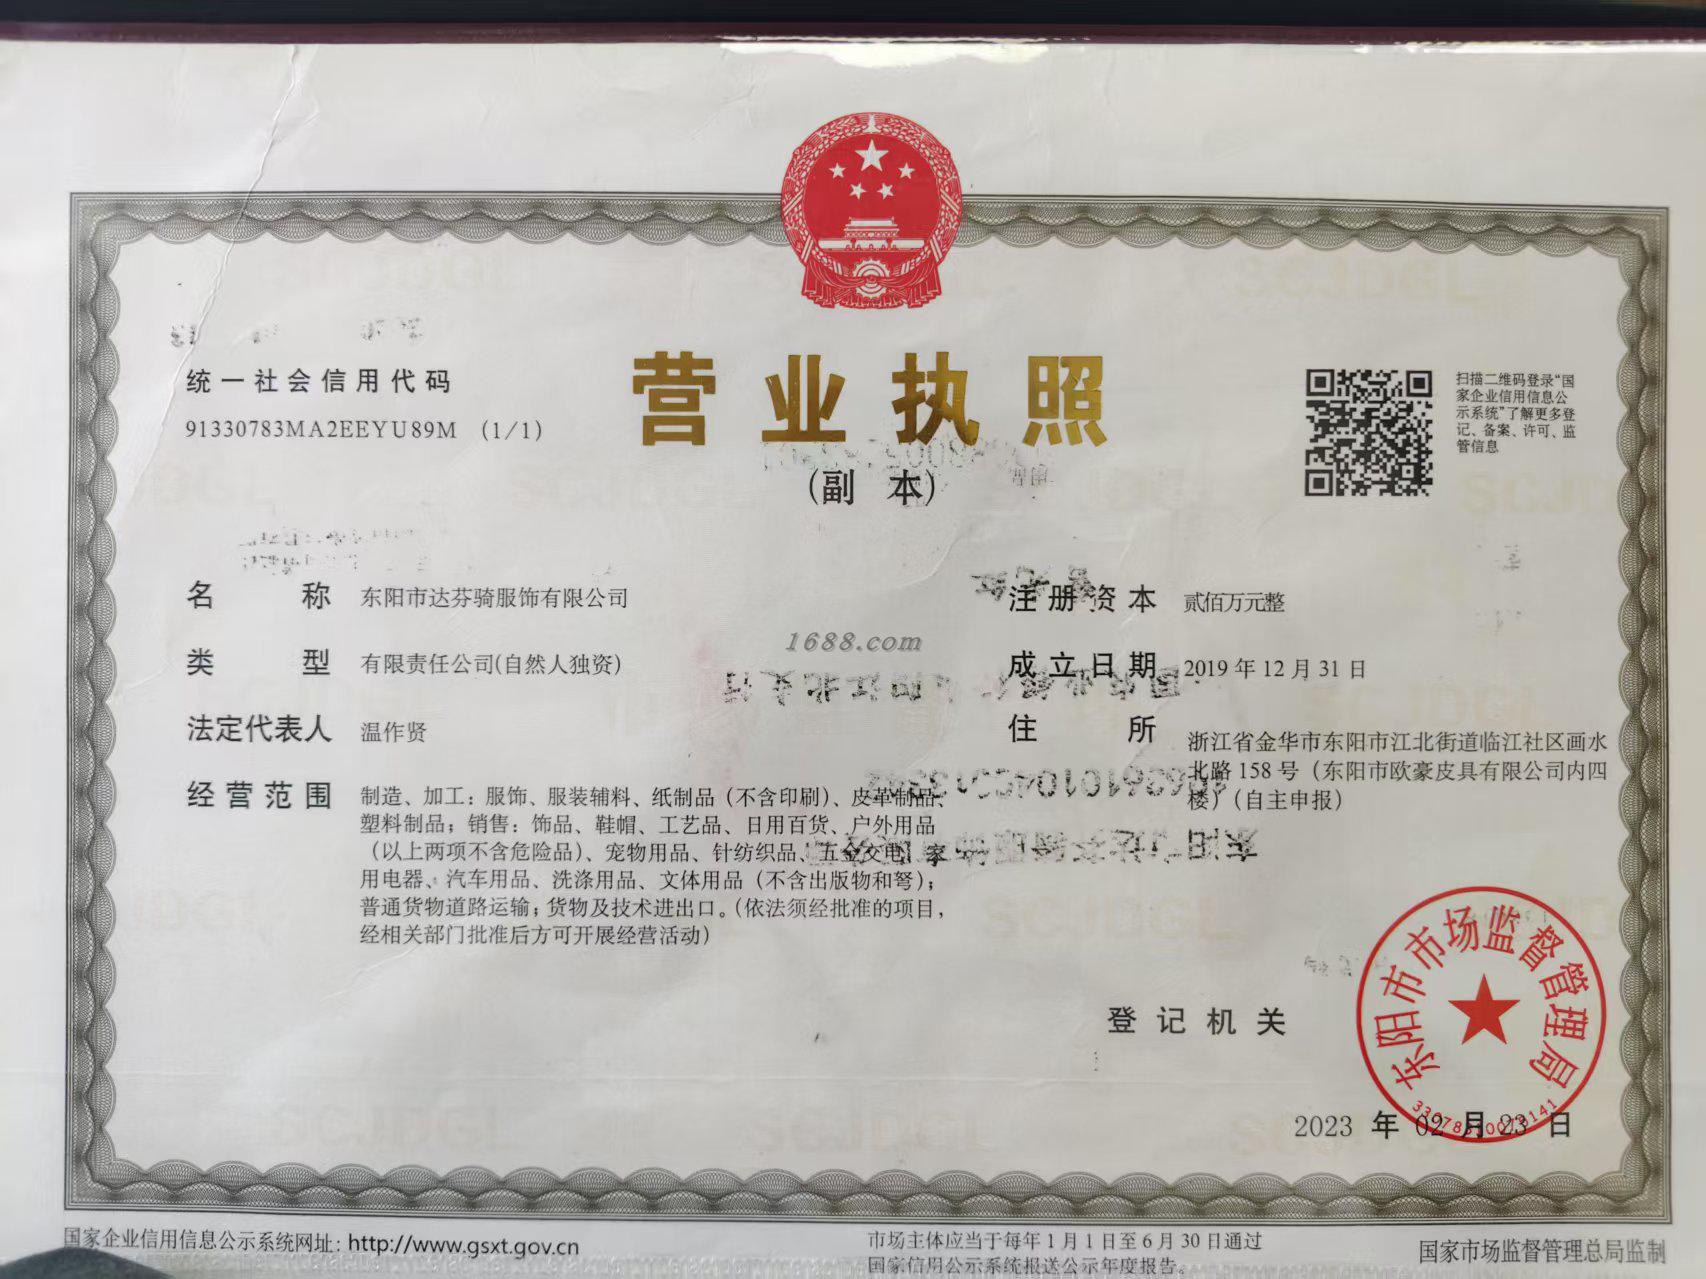 统一社会信用代码
91330783MA2EEYU89M (1/1)
营业执照
(副 本)
扫描二维码登录“国
家企业信用信息公
示系统”了解更多登
记、备案、许可、监
管信息
名 称 东阳市达芬骑服饰有限公司
类 型 有限责任公司(自然人独资)
法定代表人 温作贤
经营范围 制造、加工：服饰、服装辅料、纸制品（不含印刷）、皮革制品、
塑料制品；销售：饰品、鞋帽、工艺品、日用百货、户外用品
（以上两项不含危险品）、宠物用品、针纺织品、五金交电、家
用电器、汽车用品、洗涤用品、文体用品（不含出版物和弩）；
普通货物道路运输；货物及技术进出口。（依法须经批准的项目，
经相关部门批准后方可开展经营活动）
1688.com
注册资本 贰佰万元整
成立日期 2019 年 12 月 31 日
住 所 浙江省金华市东阳市江北街道临江社区画水
北路 158 号（东阳市欧豪皮具有限公司内四
楼）（自主申报）
登记机关
东阳市市场监督管理局
2023 年 02 月 23 日
国家企业信用信息公示系统网址：http://www.gsxt.gov.cn
市场主体应当于每年 1 月 1 日至 6 月 30 日通过
国家信用公示系统报送公示年度报告。
国家市场监督管理总局监制